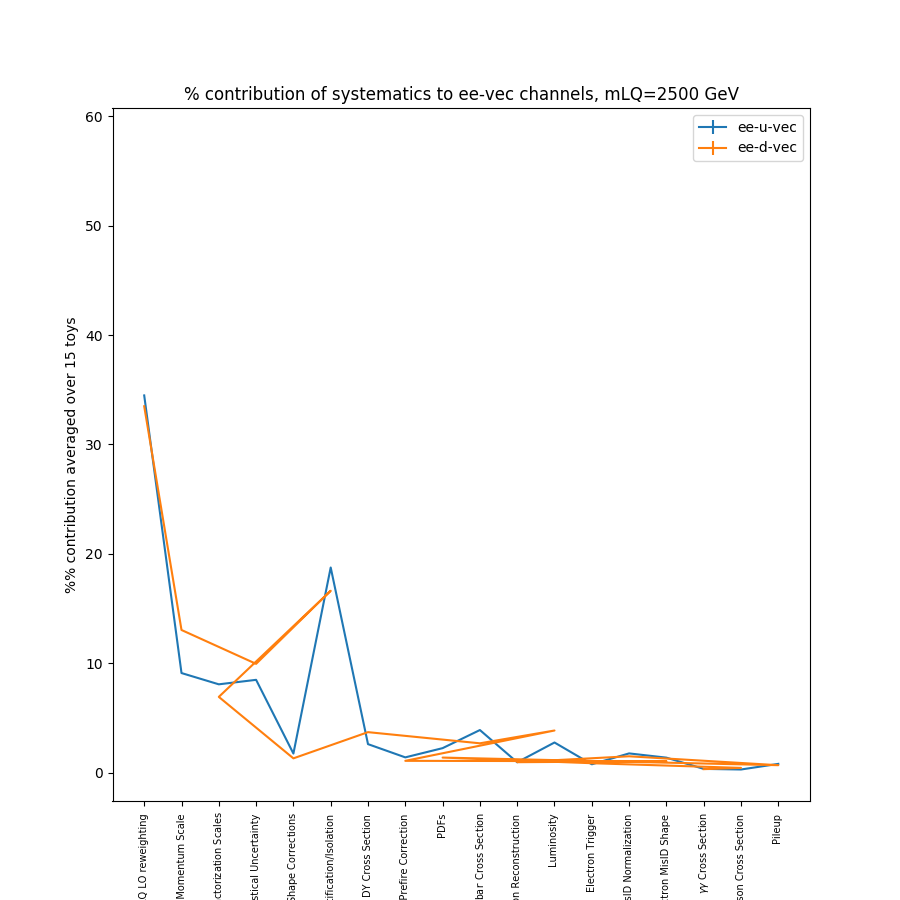 % contribution of systematics to ee-vec channels, mLQ=2500 GeV
ee-u-vec
ee-d-vec
%% contribution averaged over 15 toys
60
50
40
30
20
10
0
Q LO reweighting
Momentum Scale
ctorization Scales
stical Uncertainty
Shape Corrections
tification/Isolation
DY Cross Section
Prefire Correction
PDFs
bar Cross Section
n Reconstruction
Luminosity
Electron Trigger
sID Normalization
tron MisID Shape
γγ Cross Section
son Cross Section
Pileup